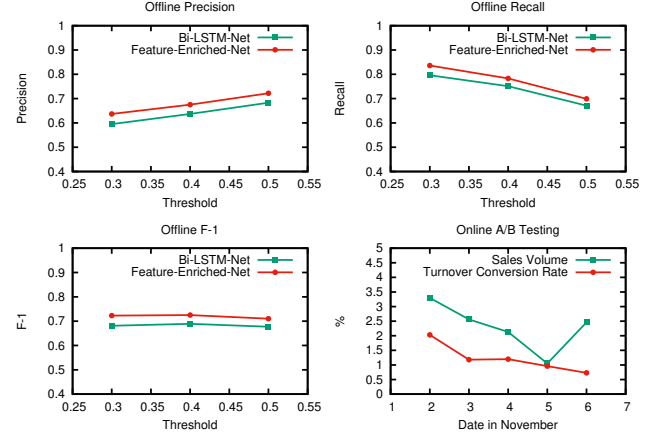 Offline Precision
Precision
1
0.9
0.8
0.7
0.6
0.5
0.4
0.25 0.3 0.35 0.4 0.45 0.5 0.55
Threshold
Bi-LSTM-Net
Feature-Enriched-Net
Offline Recall
Recall
1
0.9
0.8
0.7
0.6
0.5
0.4
0.25 0.3 0.35 0.4 0.45 0.5 0.55
Threshold
Bi-LSTM-Net
Feature-Enriched-Net
Offline F-1
F-1
1
0.9
0.8
0.7
0.6
0.5
0.4
0.25 0.3 0.35 0.4 0.45 0.5 0.55
Threshold
Bi-LSTM-Net
Feature-Enriched-Net
Online A/B Testing
%
5
4.5
4
3.5
3
2.5
2
1.5
1
0.5
0
1 2 3 4 5 6 7
Date in November
Sales Volume
Turnover Conversion Rate